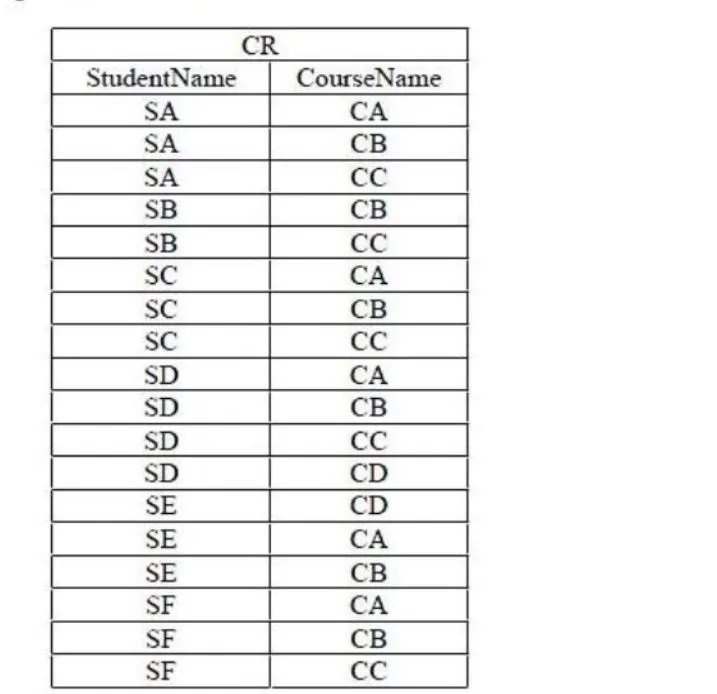 CR
StudentName CourseName
SA CA
SA CB
SA CC
SB CB
SB CC
SC CA
SC CB
SC CC
SD CA
SD CB
SD CC
SD CD
SE CD
SE CA
SE CB
SF CA
SF CB
SF CC